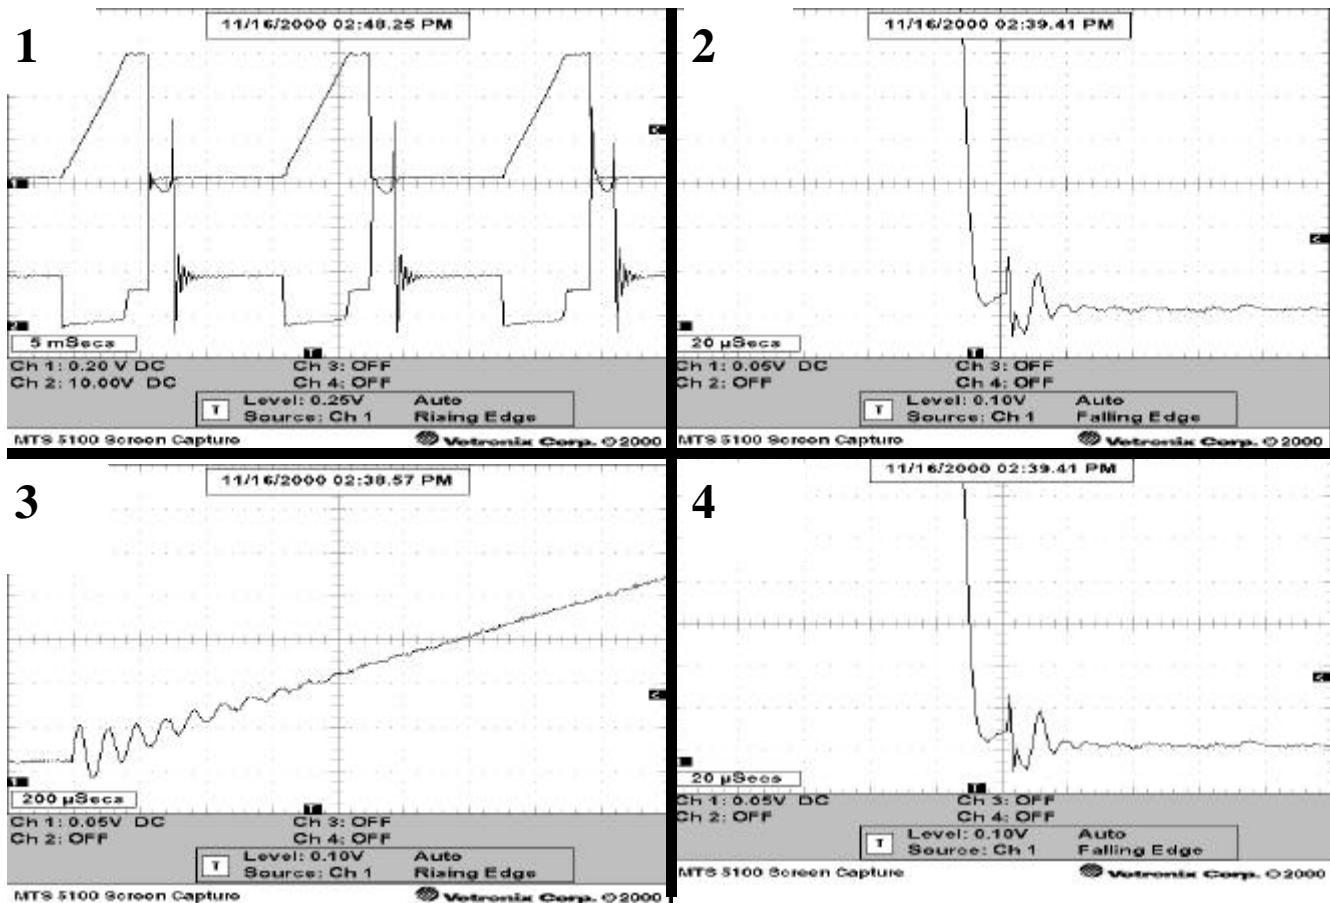 1
11/16/2000 02:48.25 PM
5 mSecs
Ch 1: 0.20 V DC Ch 3: OFF
Ch 2: 10.00V DC Ch 4: OFF
T Level: 0.25V Auto
Source: Ch 1 Rising Edge
MTS 5100 Screen Capture Vetronix Corp. © 2000
2
11/16/2000 02:39.41 PM
20 µSecs
Ch 1: 0.05V DC Ch 3: OFF
Ch 2: OFF Ch 4: OFF
T Level: 0.10V Auto
Source: Ch 1 Falling Edge
MTS 5100 Screen Capture Vetronix Corp. © 2000
3
11/16/2000 02:38.57 PM
200 µSecs
Ch 1: 0.05V DC Ch 3: OFF
Ch 2: OFF Ch 4: OFF
T Level: 0.10V Auto
Source: Ch 1 Rising Edge
MTS 5100 Screen Capture Vetronix Corp. © 2000
4
11/16/2000 02:39.41 PM
20 µSecs
Ch 1: 0.05V DC Ch 3: OFF
Ch 2: OFF Ch 4: OFF
T Level: 0.10V Auto
Source: Ch 1 Falling Edge
MTS 5100 Screen Capture Vetronix Corp. © 2000